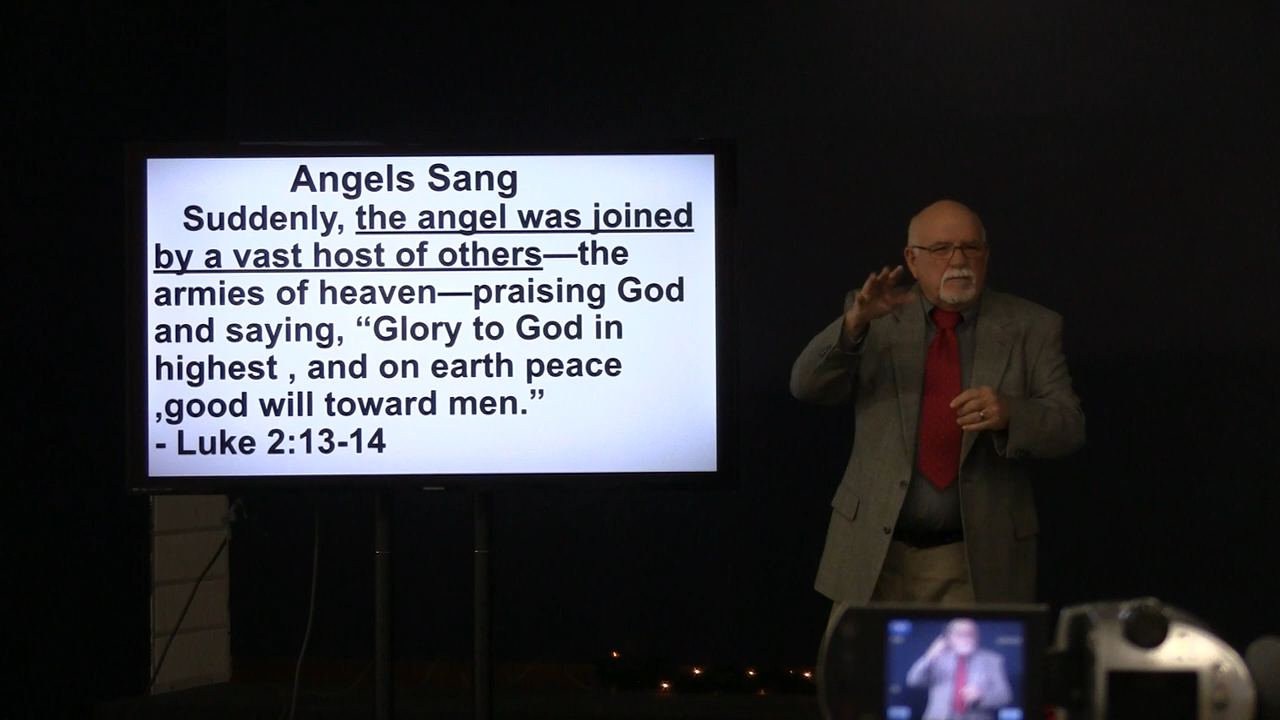 Angels Sang
Suddenly, the angel was joined
by a vast host of others—the
armies of heaven—praising God
and saying, “Glory to God in
highest , and on earth peace
,good will toward men.”
- Luke 2:13-14